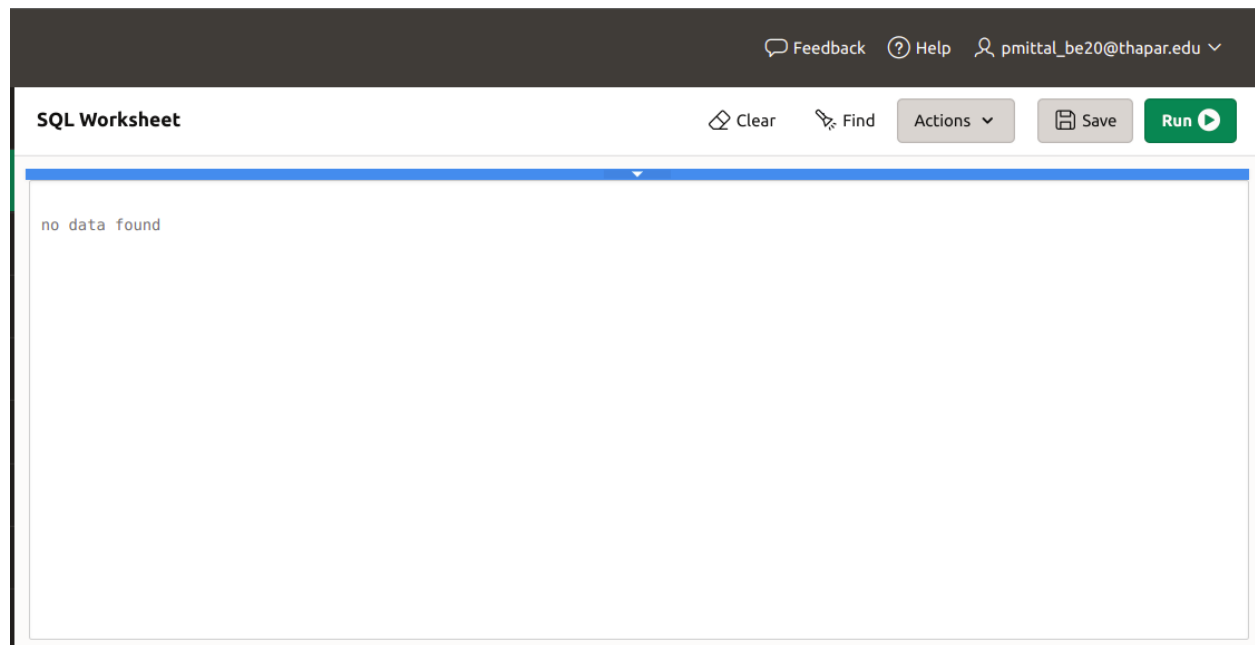 Feedback Help pmittal_be20@thapar.edu
SQL Worksheet Clear Find Actions Save Run
no data found